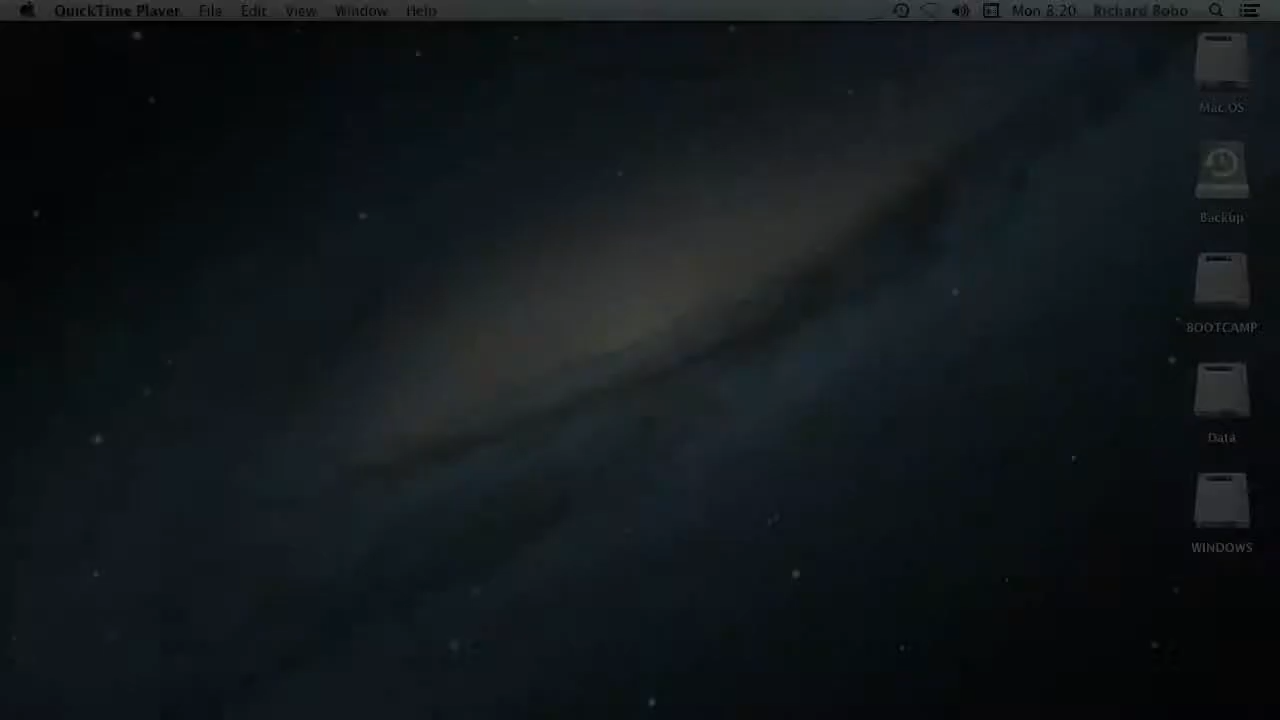 QuickTime Player File Edit View Window Help Mon 8:20 Richard Bobo
Mac OS
Backup
BOOTCAMP
Data
WINDOWS